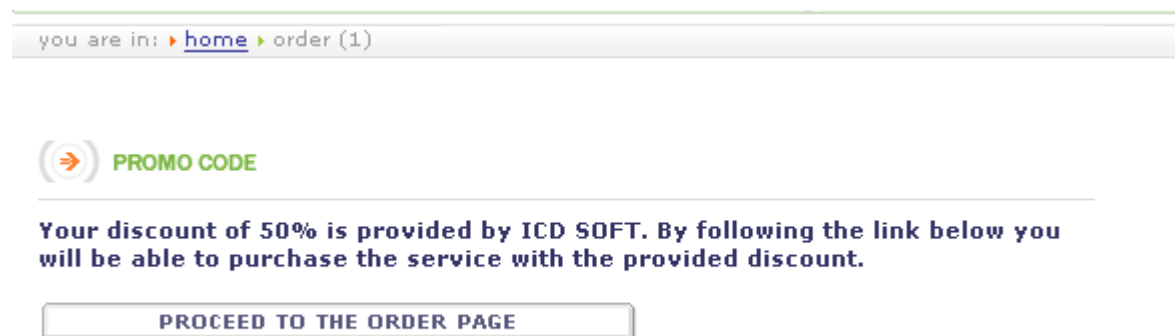 you are in: home order (1)
PROMO CODE
Your discount of 50% is provided by ICD SOFT. By following the link below you
will be able to purchase the service with the provided discount.
PROCEED TO THE ORDER PAGE